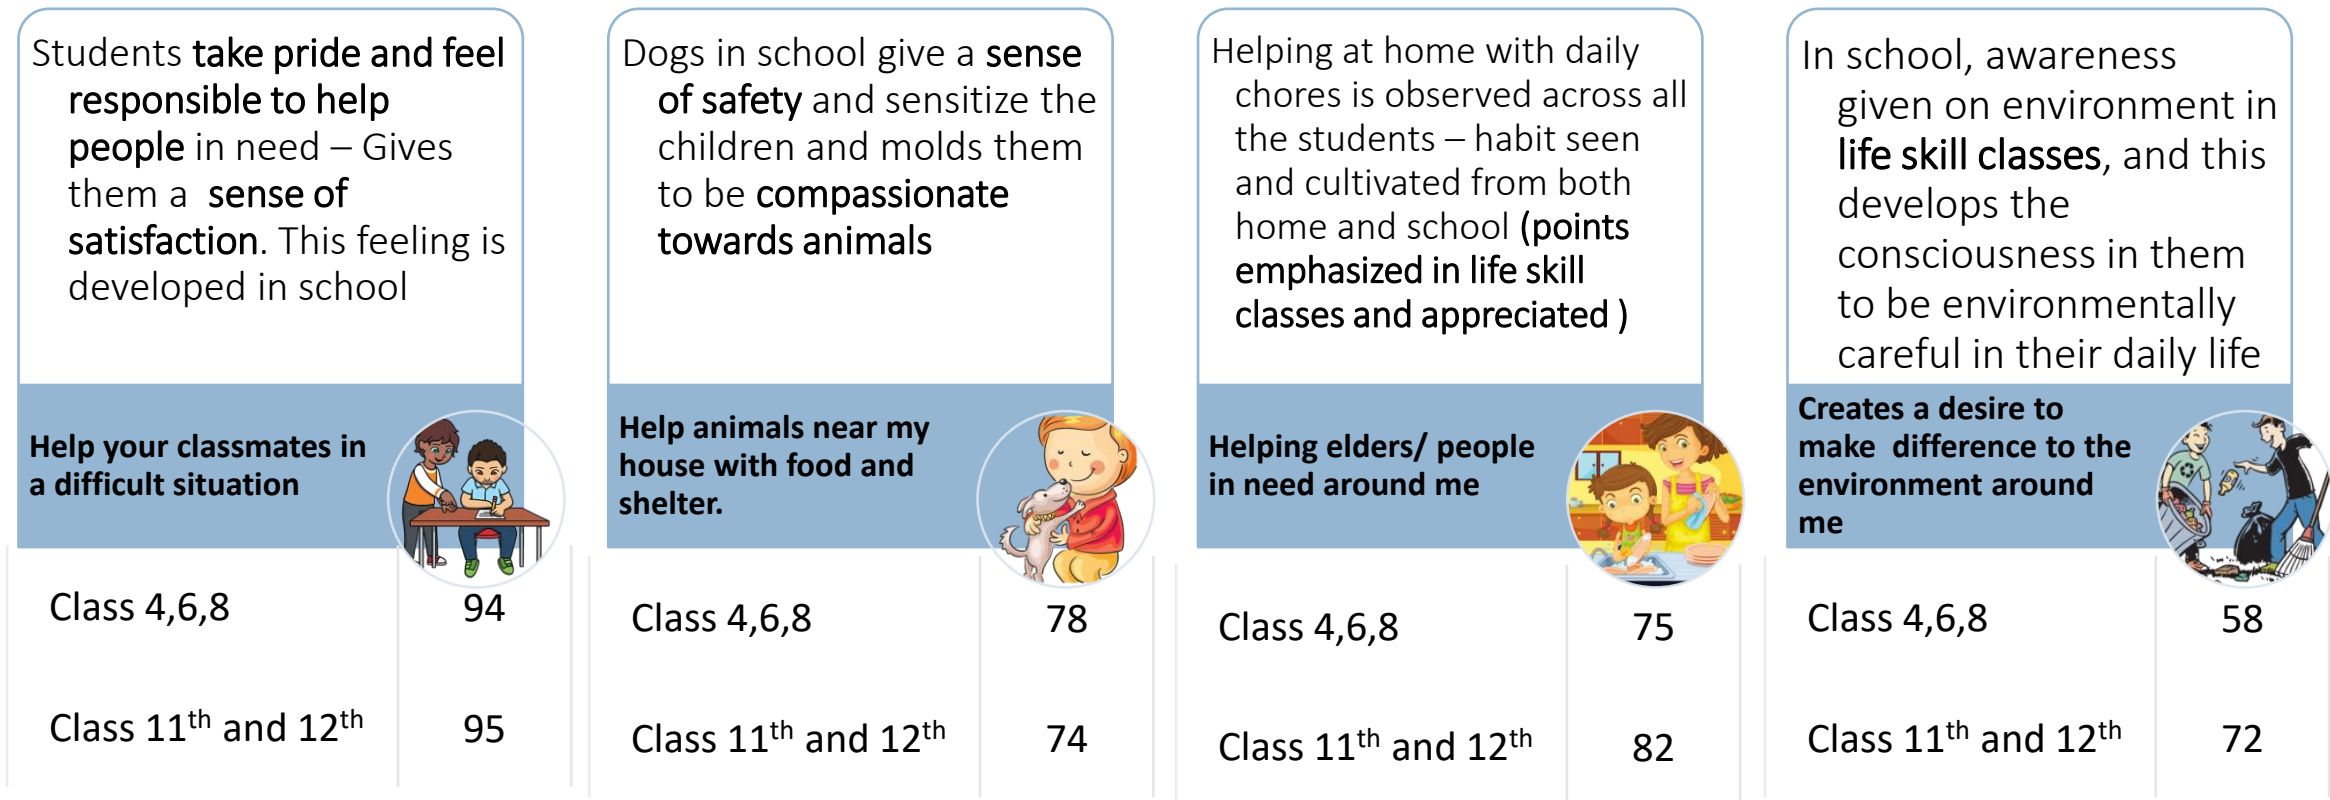 Students take pride and feel
responsible to help
people in need – Gives
them a sense of
satisfaction. This feeling is
developed in school
Help your classmates in
a difficult situation
Class 4,6,8 94
Class 11th and 12th 95
Dogs in school give a sense
of safety and sensitize the
children and molds them
to be compassionate
towards animals
Help animals near my
house with food and
shelter.
Class 4,6,8 78
Class 11th and 12th 74
Helping at home with daily
chores is observed across all
the students – habit seen
and cultivated from both
home and school (points
emphasized in life skill
classes and appreciated )
Helping elders/ people
in need around me
Class 4,6,8 75
Class 11th and 12th 82
In school, awareness
given on environment in
life skill classes, and this
develops the
consciousness in them
to be environmentally
careful in their daily life
Creates a desire to
make difference to the
environment around
me
Class 4,6,8 58
Class 11th and 12th 72